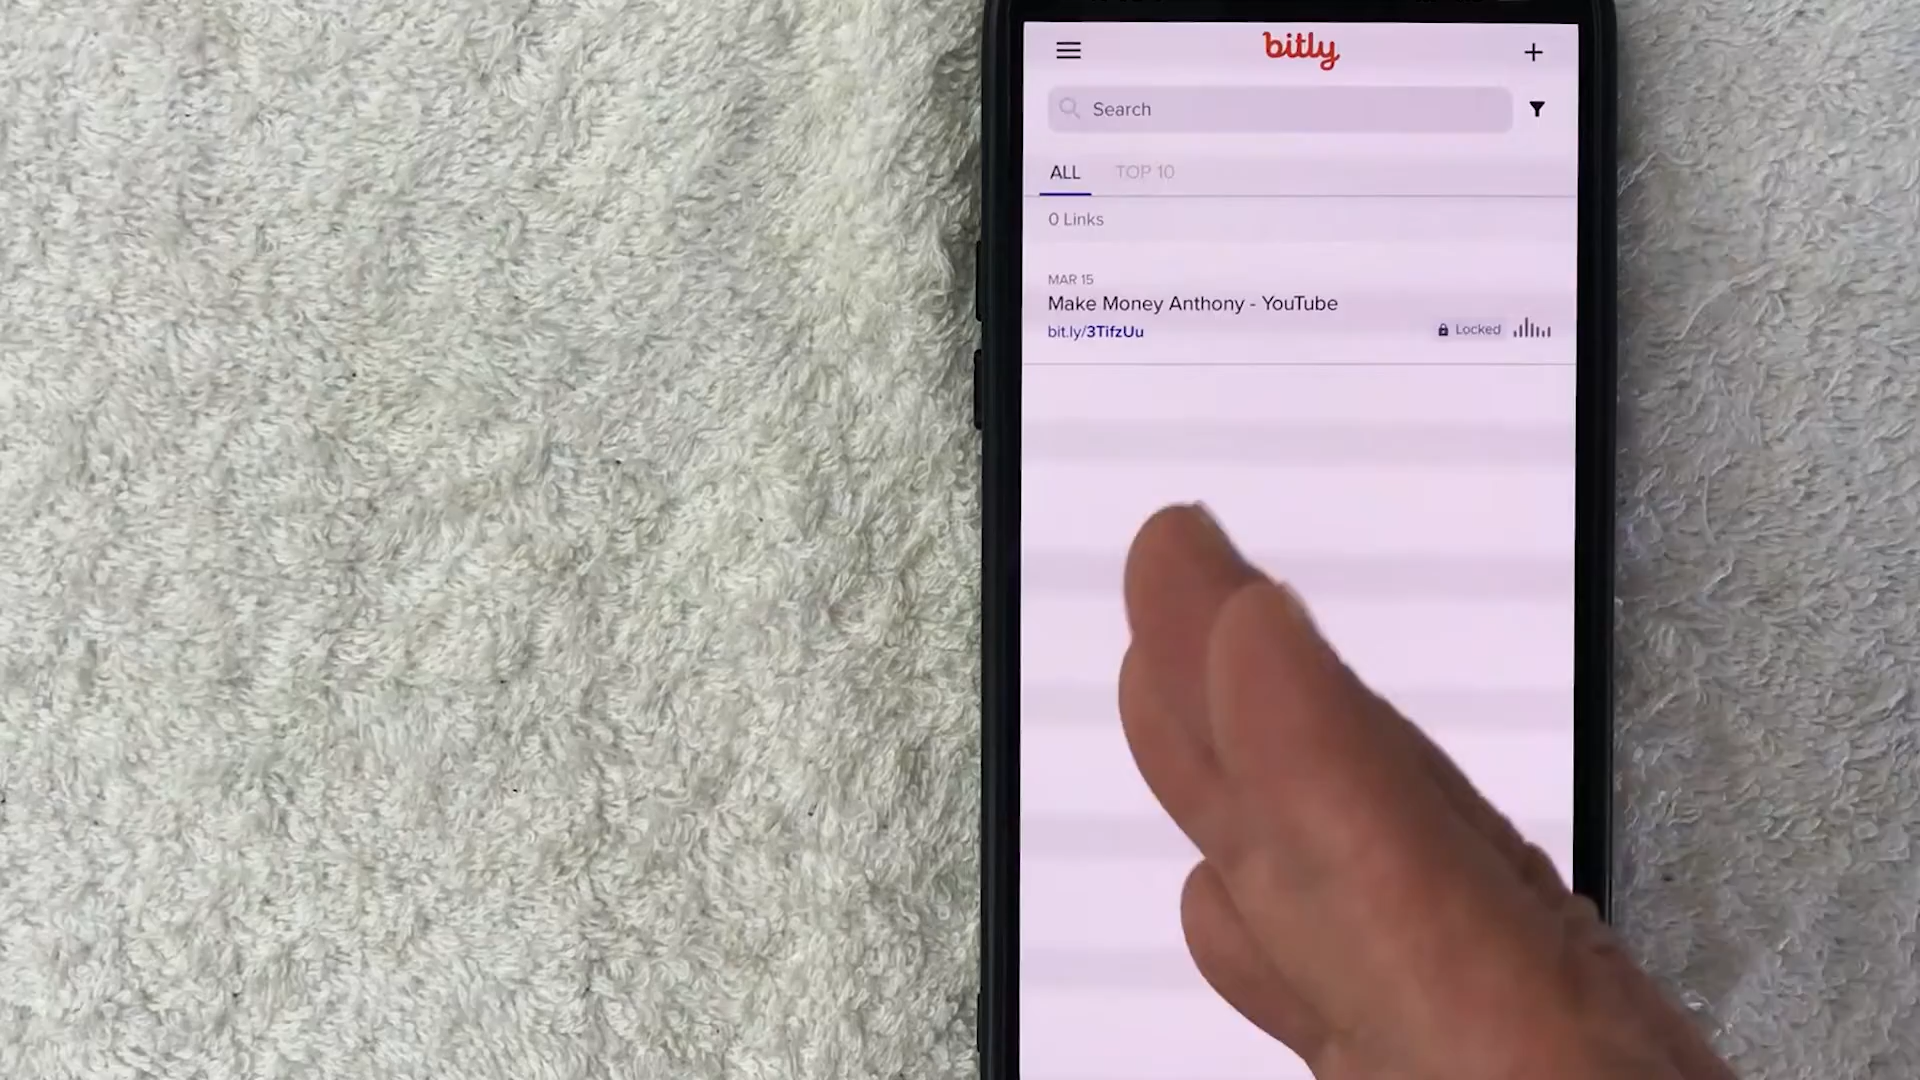 bitly
Search
ALL TOP 10
0 Links
MAR 15
Make Money Anthony - YouTube
bit.ly/3TifzUu
Locked